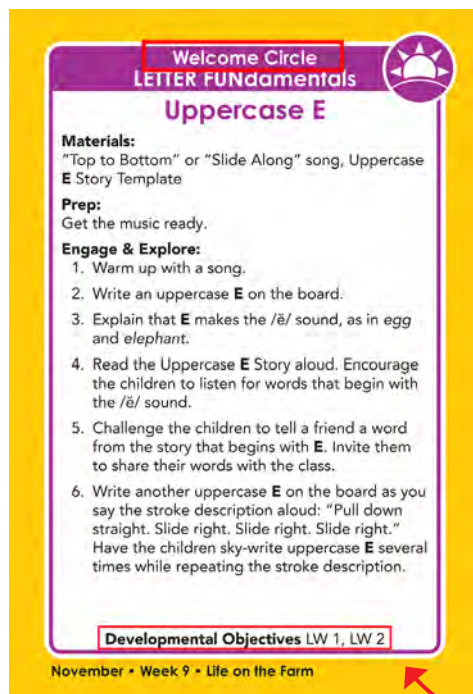 Welcome Circle
LETTER FUNdamentals
Uppercase E
Materials:
"Top to Bottom" or "Slide Along" song, Uppercase
E Story Template
Prep:
Get the music ready.
Engage & Explore:
1. Warm up with a song.
2. Write an uppercase E on the board.
3. Explain that E makes the /ĕ/ sound, as in egg
and elephant.
4. Read the Uppercase E Story aloud. Encourage
the children to listen for words that begin with
the /ĕ/ sound.
5. Challenge the children to tell a friend a word
from the story that begins with E. Invite them
to share their words with the class.
6. Write another uppercase E on the board as you
say the stroke description aloud: "Pull down
straight. Slide right. Slide right. Slide right."
Have the children sky-write uppercase E several
times while repeating the stroke description.
Developmental Objectives LW 1, LW 2
November • Week 9 • Life on the Farm